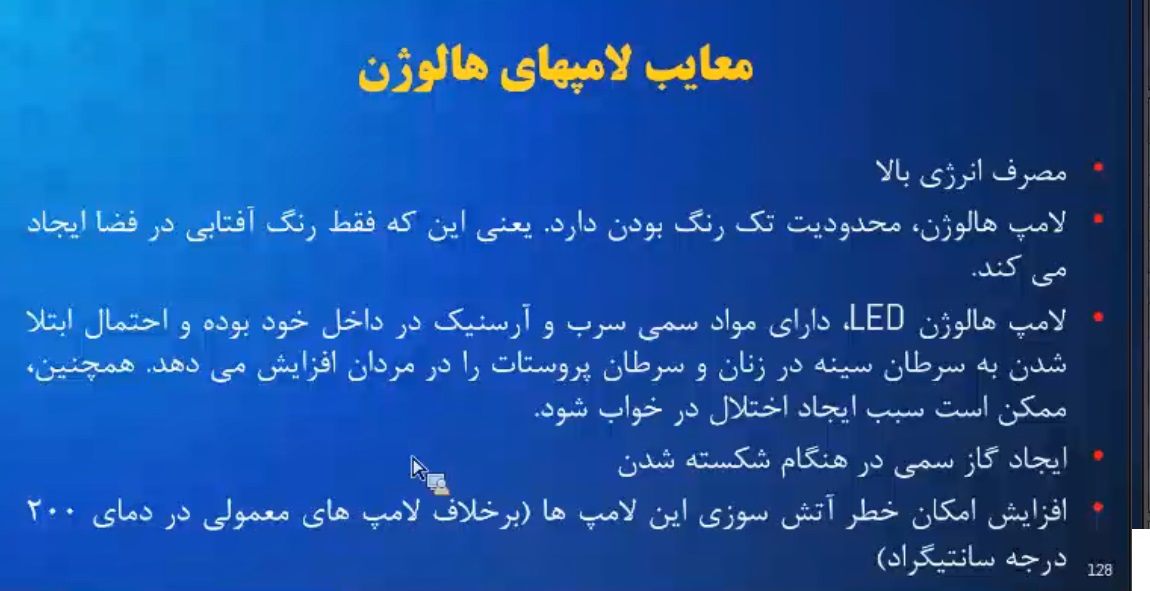 معایب لامپهای هالوژن
• مصرف انرژی بالا
• لامپ هالوژن، محدودیت تک رنگ بودن دارد. یعنی این که فقط رنگ آفتابی در فضا ایجاد
می کند.
• لامپ هالوژن LED، دارای مواد سمی سرب و آرسنیک در داخل خود بوده و احتمال ابتلا
شدن به سرطان سینه در زنان و سرطان پروستات را در مردان افزایش می دهد. همچنین،
ممکن است سبب ایجاد اختلال در خواب شود.
• ایجاد گاز سمی در هنگام شکسته شدن
• افزایش امکان خطر آتش سوزی این لامپ ها (برخلاف لامپ های معمولی در دمای ۲۰۰
درجه سانتیگراد)
128